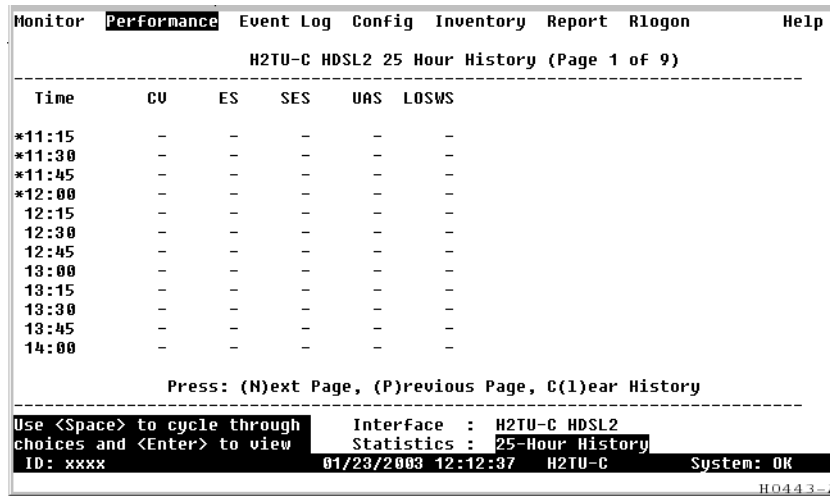 Monitor Performance Event Log Config Inventory Report Rlogon Help
H2TU-C HDSL2 25 Hour History (Page 1 of 9)
Time CV ES SES UAS LOSWS
*11:15 - - - - -
*11:30 - - - - -
*11:45 - - - - -
*12:00 - - - - -
12:15 - - - - -
12:30 - - - - -
12:45 - - - - -
13:00 - - - - -
13:15 - - - - -
13:30 - - - - -
13:45 - - - - -
14:00 - - - - -
Press: (N)ext Page, (P)revious Page, C(l)ear History
Use <Space> to cycle through Interface : H2TU-C HDSL2
choices and <Enter> to view Statistics : 25-Hour History
ID: xxxx 01/23/2003 12:12:37 H2TU-C System: OK